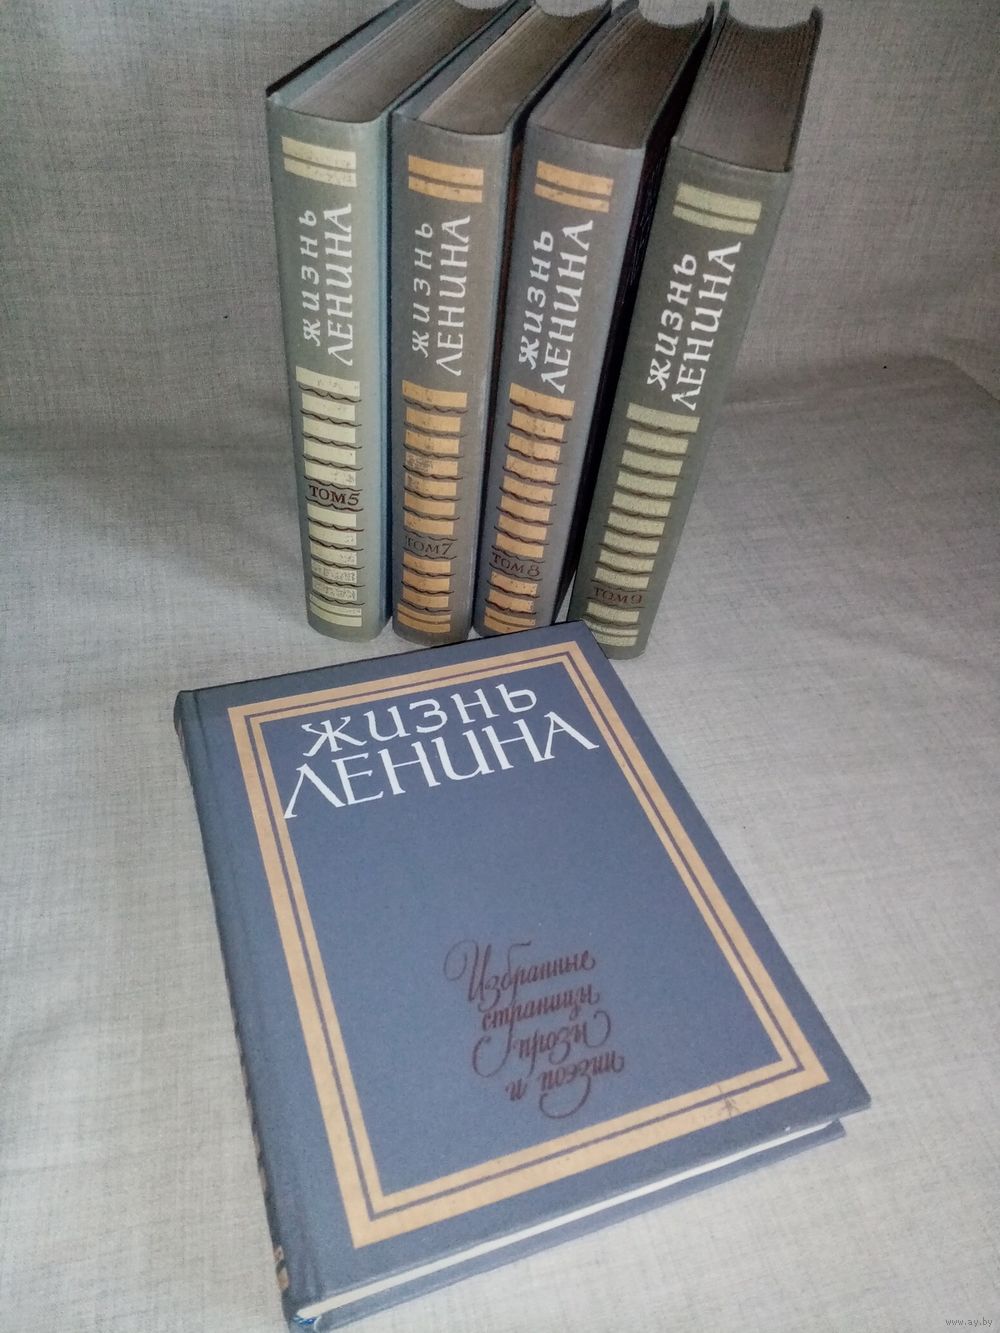 жизнь
ЛЕНИНА
ТОМ 5
жизнь
ЛЕНИНА
ТОМ 7
жизнь
ЛЕНИНА
ТОМ 8
жизнь
ЛЕНИНА
ТОМ 9
жизнь
ЛЕНИНА
Избранные
страницы
прозы
и поэзии
www.ay.by